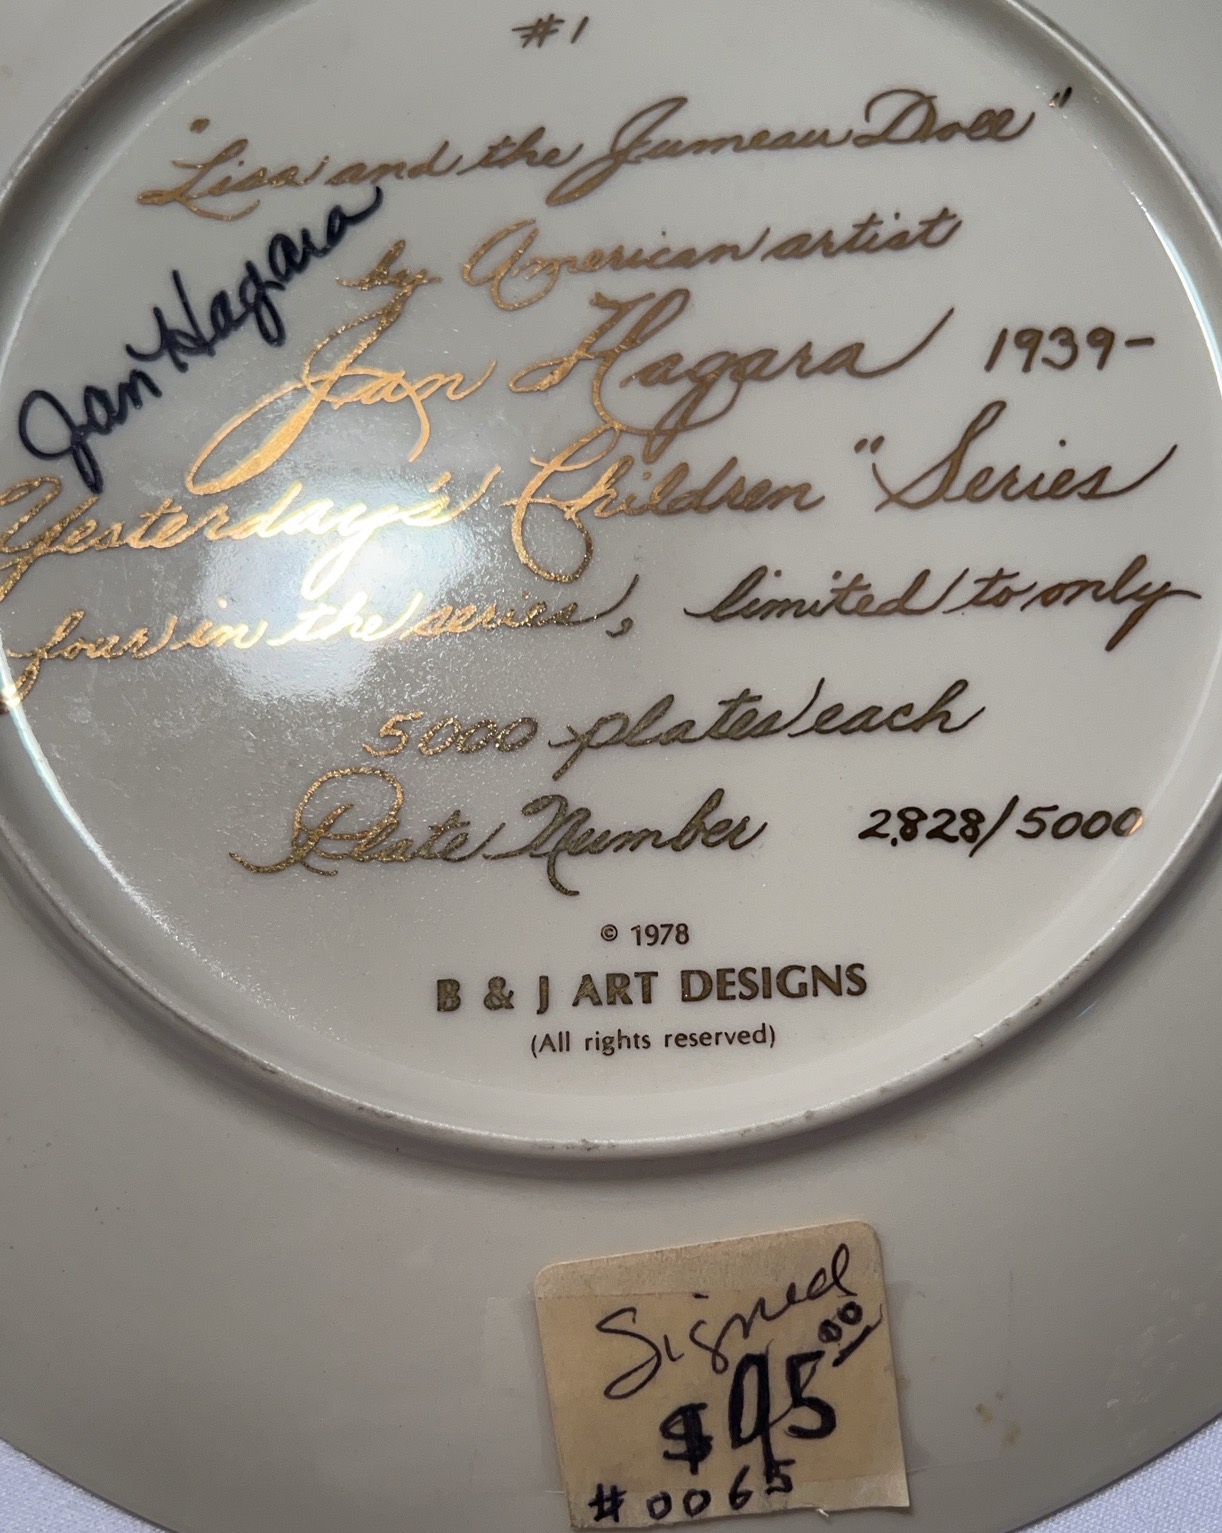 #1
"Lisa and the Jumeau Doll"
by American artist
Jan Hagara
Jan Hagara 1939-
Yesterday's Children" Series
four in the series, limited to only
5000 plates each
Plate Number 2,828/5000
© 1978
B & J ART DESIGNS
(All rights reserved)
Signed
$95.00
#0065